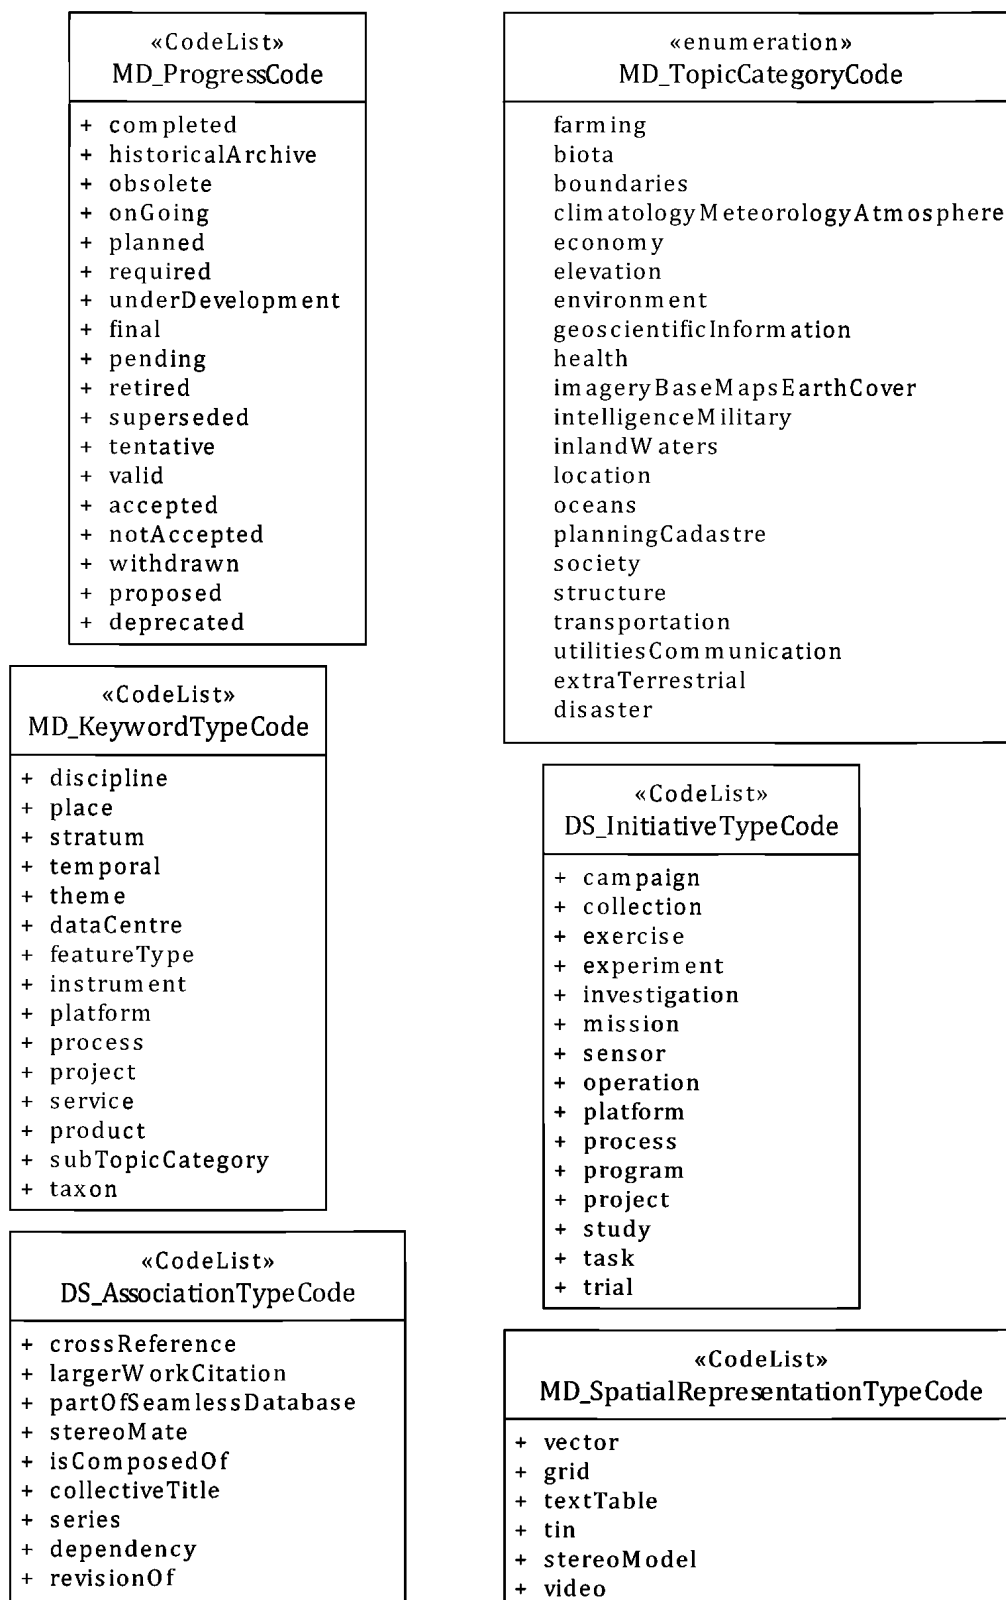 «CodeList»
MD_ProgressCode
+ completed
+ historicalArchive
+ obsolete
+ onGoing
+ planned
+ required
+ underDevelopment
+ final
+ pending
+ retired
+ superseded
+ tentative
+ valid
+ accepted
+ notAccepted
+ withdrawn
+ proposed
+ deprecated
«enumeration»
MD_TopicCategoryCode
farming
biota
boundaries
climatologyMeteorologyAtmosphere
economy
elevation
environment
geoscientificInformation
health
imageryBaseMapsEarthCover
intelligenceMilitary
inlandWaters
location
oceans
planningCadastre
society
structure
transportation
utilitiesCommunication
extraTerrestrial
disaster
«CodeList»
MD_KeywordTypeCode
+ discipline
+ place
+ stratum
+ temporal
+ theme
+ dataCentre
+ featureType
+ instrument
+ platform
+ process
+ project
+ service
+ product
+ subTopicCategory
+ taxon
«CodeList»
DS_InitiativeTypeCode
+ campaign
+ collection
+ exercise
+ experiment
+ investigation
+ mission
+ sensor
+ operation
+ platform
+ process
+ program
+ project
+ study
+ task
+ trial
«CodeList»
DS_AssociationTypeCode
+ crossReference
+ largerWorkCitation
+ partOfSeamlessDatabase
+ stereoMate
+ isComposedOf
+ collectiveTitle
+ series
+ dependency
+ revisionOf
«CodeList»
MD_SpatialRepresentationTypeCode
+ vector
+ grid
+ textTable
+ tin
+ stereoModel
+ video